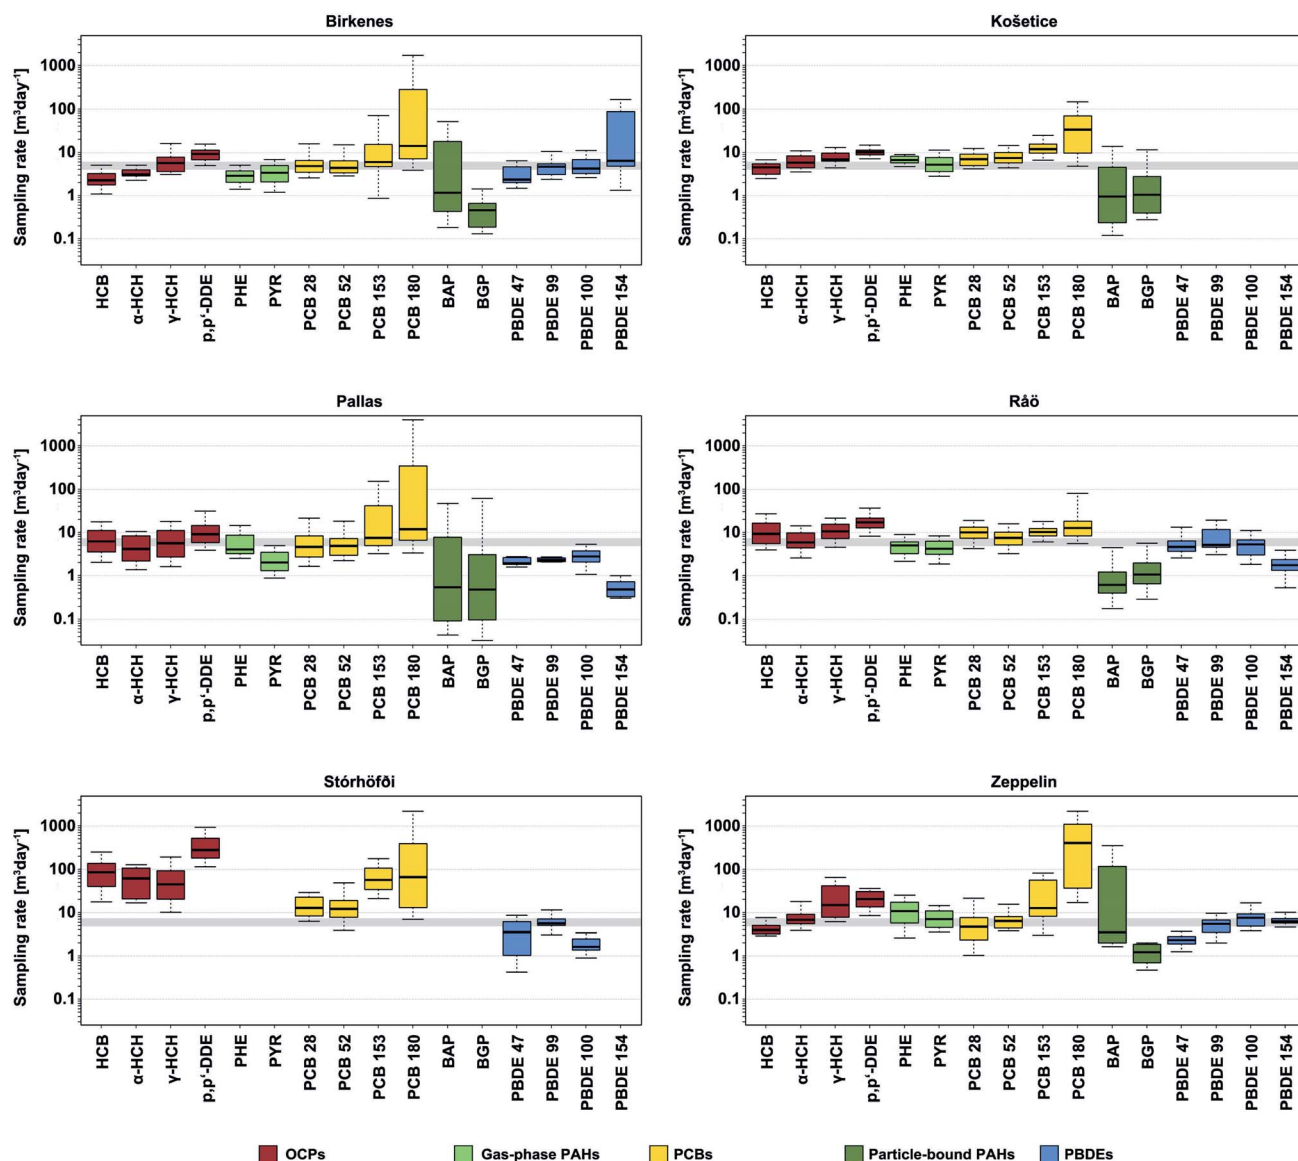 Birkenes
Sampling rate [m³day⁻¹]
1000
100
10
1
0.1
HCB
α-HCH
γ-HCH
p,p‘-DDE
PHE
PYR
PCB 28
PCB 52
PCB 153
PCB 180
BAP
BGP
PBDE 47
PBDE 99
PBDE 100
PBDE 154
Košetice
Sampling rate [m³day⁻¹]
1000
100
10
1
0.1
HCB
α-HCH
γ-HCH
p,p‘-DDE
PHE
PYR
PCB 28
PCB 52
PCB 153
PCB 180
BAP
BGP
PBDE 47
PBDE 99
PBDE 100
PBDE 154
Pallas
Sampling rate [m³day⁻¹]
1000
100
10
1
0.1
HCB
α-HCH
γ-HCH
p,p‘-DDE
PHE
PYR
PCB 28
PCB 52
PCB 153
PCB 180
BAP
BGP
PBDE 47
PBDE 99
PBDE 100
PBDE 154
Råö
Sampling rate [m³day⁻¹]
1000
100
10
1
0.1
HCB
α-HCH
γ-HCH
p,p‘-DDE
PHE
PYR
PCB 28
PCB 52
PCB 153
PCB 180
BAP
BGP
PBDE 47
PBDE 99
PBDE 100
PBDE 154
Stórhöfði
Sampling rate [m³day⁻¹]
1000
100
10
1
0.1
HCB
α-HCH
γ-HCH
p,p‘-DDE
PHE
PYR
PCB 28
PCB 52
PCB 153
PCB 180
BAP
BGP
PBDE 47
PBDE 99
PBDE 100
PBDE 154
Zeppelin
Sampling rate [m³day⁻¹]
1000
100
10
1
0.1
HCB
α-HCH
γ-HCH
p,p‘-DDE
PHE
PYR
PCB 28
PCB 52
PCB 153
PCB 180
BAP
BGP
PBDE 47
PBDE 99
PBDE 100
PBDE 154
OCPs
Gas-phase PAHs
PCBs
Particle-bound PAHs
PBDEs